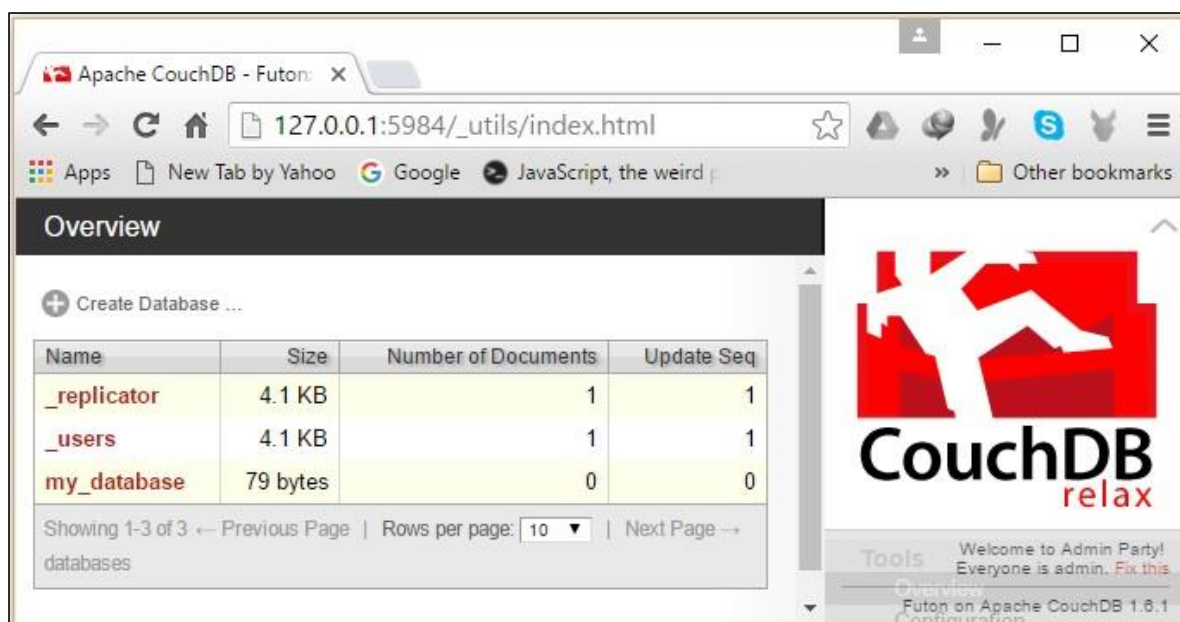 Apache CouchDB - Futon:
127.0.0.1:5984/_utils/index.html
Apps New Tab by Yahoo G Google JavaScript, the weird » Other bookmarks
Overview
Create Database ...
Name Size Number of Documents Update Seq
_replicator 4.1 KB 1 1
_users 4.1 KB 1 1
my_database 79 bytes 0 0
Showing 1-3 of 3 ← Previous Page | Rows per page: 10 | Next Page →
databases
CouchDB
relax
Tools
Welcome to Admin Party!
Everyone is admin. Fix this
Overview
Futon on Apache CouchDB 1.6.1
Configuration